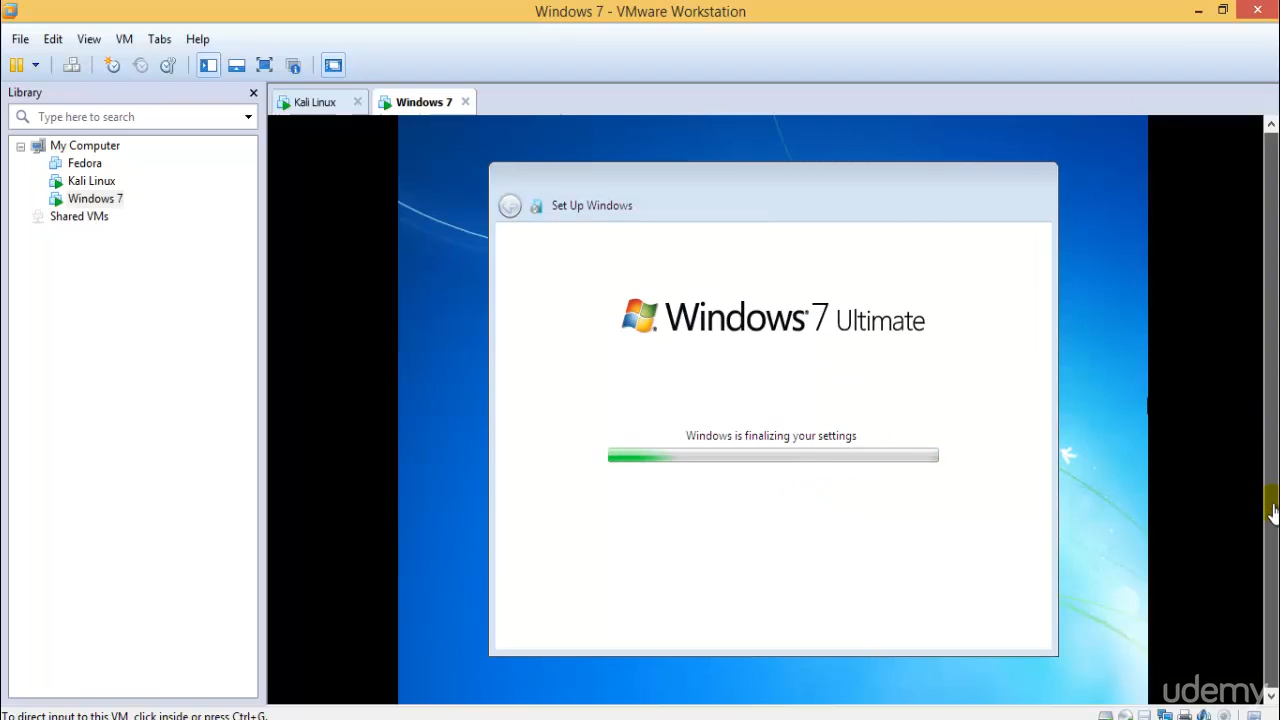 Windows 7 - VMware Workstation
File Edit View VM Tabs Help
Library
Type here to search
My Computer
Fedora
Kali Linux
Windows 7
Shared VMs
Kali Linux
Windows 7
Set Up Windows
Windows 7 Ultimate
Windows is finalizing your settings
udemy
To direct input to this VM, click inside or press Ctrl+G.